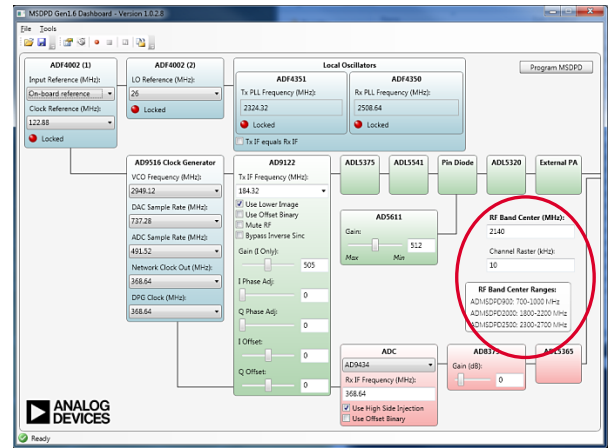 MSDPD Gen1.6 Dashboard - Version 1.0.2.8
File Tools
ADF4002 (1)
Input Reference (MHz):
On-board reference
Clock Reference (MHz):
122.88
Locked
ADF4002 (2)
LO Reference (MHz):
26
Locked
Local Oscillators
ADF4351
Tx PLL Frequency (MHz):
2324.32
Locked
Tx IF equals Rx IF
ADF4350
Rx PLL Frequency (MHz):
2508.64
Locked
Program MSDPD
AD9516 Clock Generator
VCO Frequency (MHz):
2949.12
DAC Sample Rate (MHz):
737.28
ADC Sample Rate (MHz):
491.52
Network Clock Out (MHz):
368.64
DPG Clock (MHz):
368.64
AD9122
Tx IF Frequency (MHz):
184.32
Use Lower Image
Use Offset Binary
Mute RF
Bypass Inverse Sinc
Gain (I Only):
505
I Phase Adj:
0
Q Phase Adj:
0
I Offset:
0
Q Offset:
0
ADL5375
ADL5541
Pin Diode
ADL5320
External PA
AD5611
Gain:
512
Max Min
RF Band Center (MHz):
2140
Channel Raster (kHz):
10
RF Band Center Ranges:
ADMSDPD900: 700-1000 MHz
ADMSDPD2000: 1800-2200 MHz
ADMSDPD2500: 2300-2700 MHz
ADC
AD9434
Rx IF Frequency (MHz):
368.64
Use High Side Injection
Use Offset Binary
AD8375
Gain (dB):
0
ADL5365
ANALOG
DEVICES
Ready